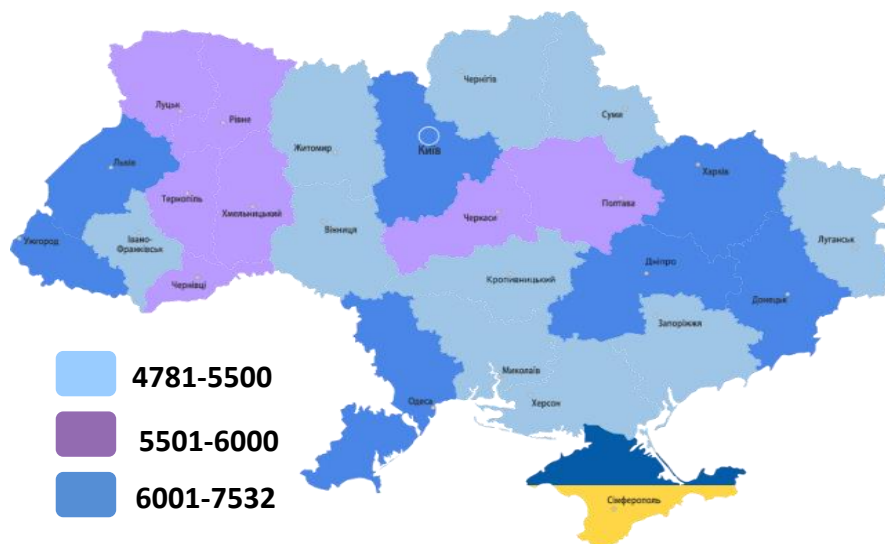 Чернігів
Луцьк
Рівне
Суми
Житомир
Київ
Львів
Харків
Тернопіль
Хмельницький
Полтава
Черкаси
Вінниця
Ужгород
Івано-
Франківськ
Луганськ
Дніпро
Кропивницький
Чернівці
Донецьк
Запоріжжя
4781-5500
Миколаїв
Одеса
Херсон
5501-6000
6001-7532
Сімферополь